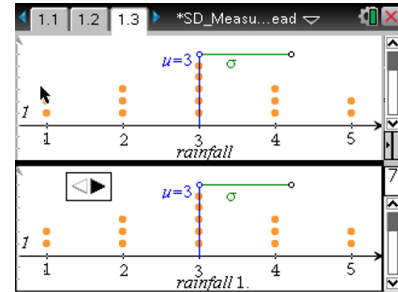 1.1 1.2 1.3 *SD_Measu...ead
μ=3 σ
1
1 2 3 4 5
rainfall
μ=3 σ
1
1 2 3 4 5
rainfall 1.
7